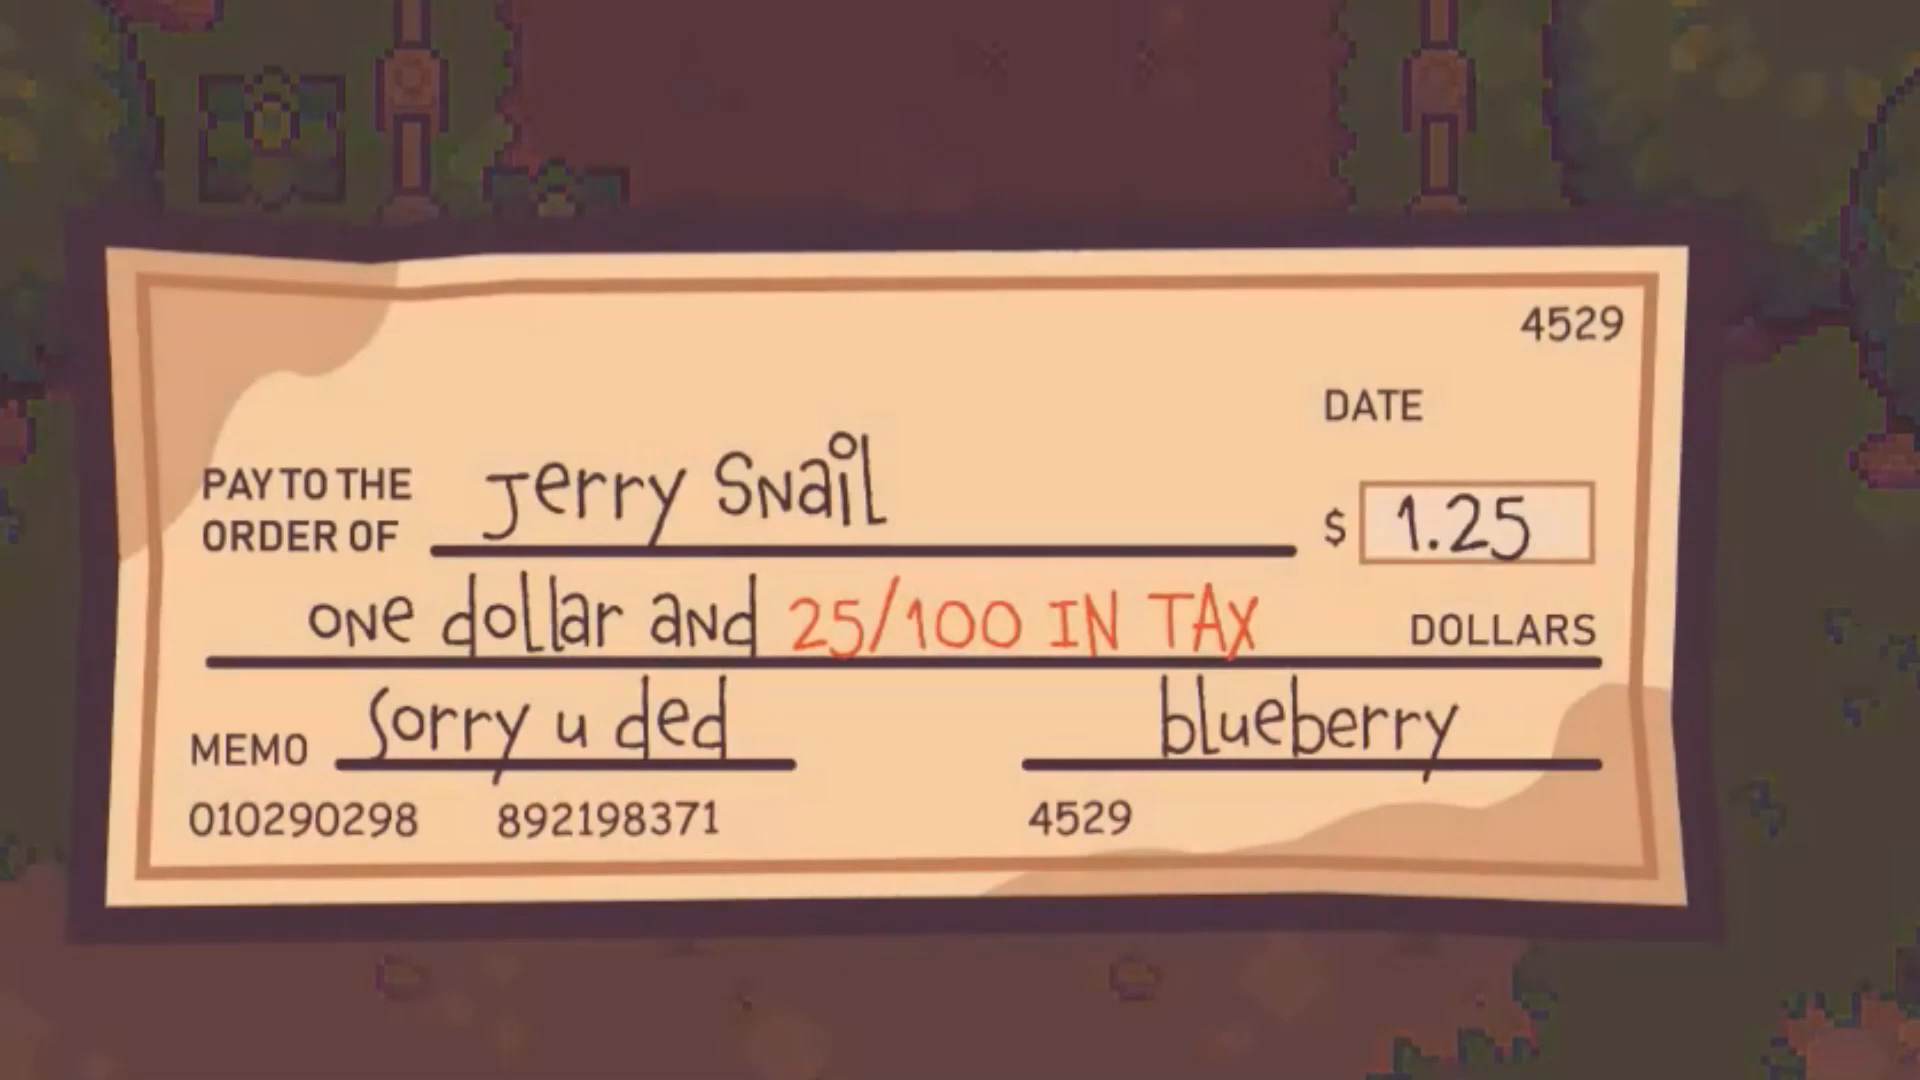 4529
DATE
PAY TO THE
ORDER OF Jerry Snail $ 1.25
one dollar and 25/100 IN TAX DOLLARS
MEMO sorry u ded blueberry
010290298 892198371 4529